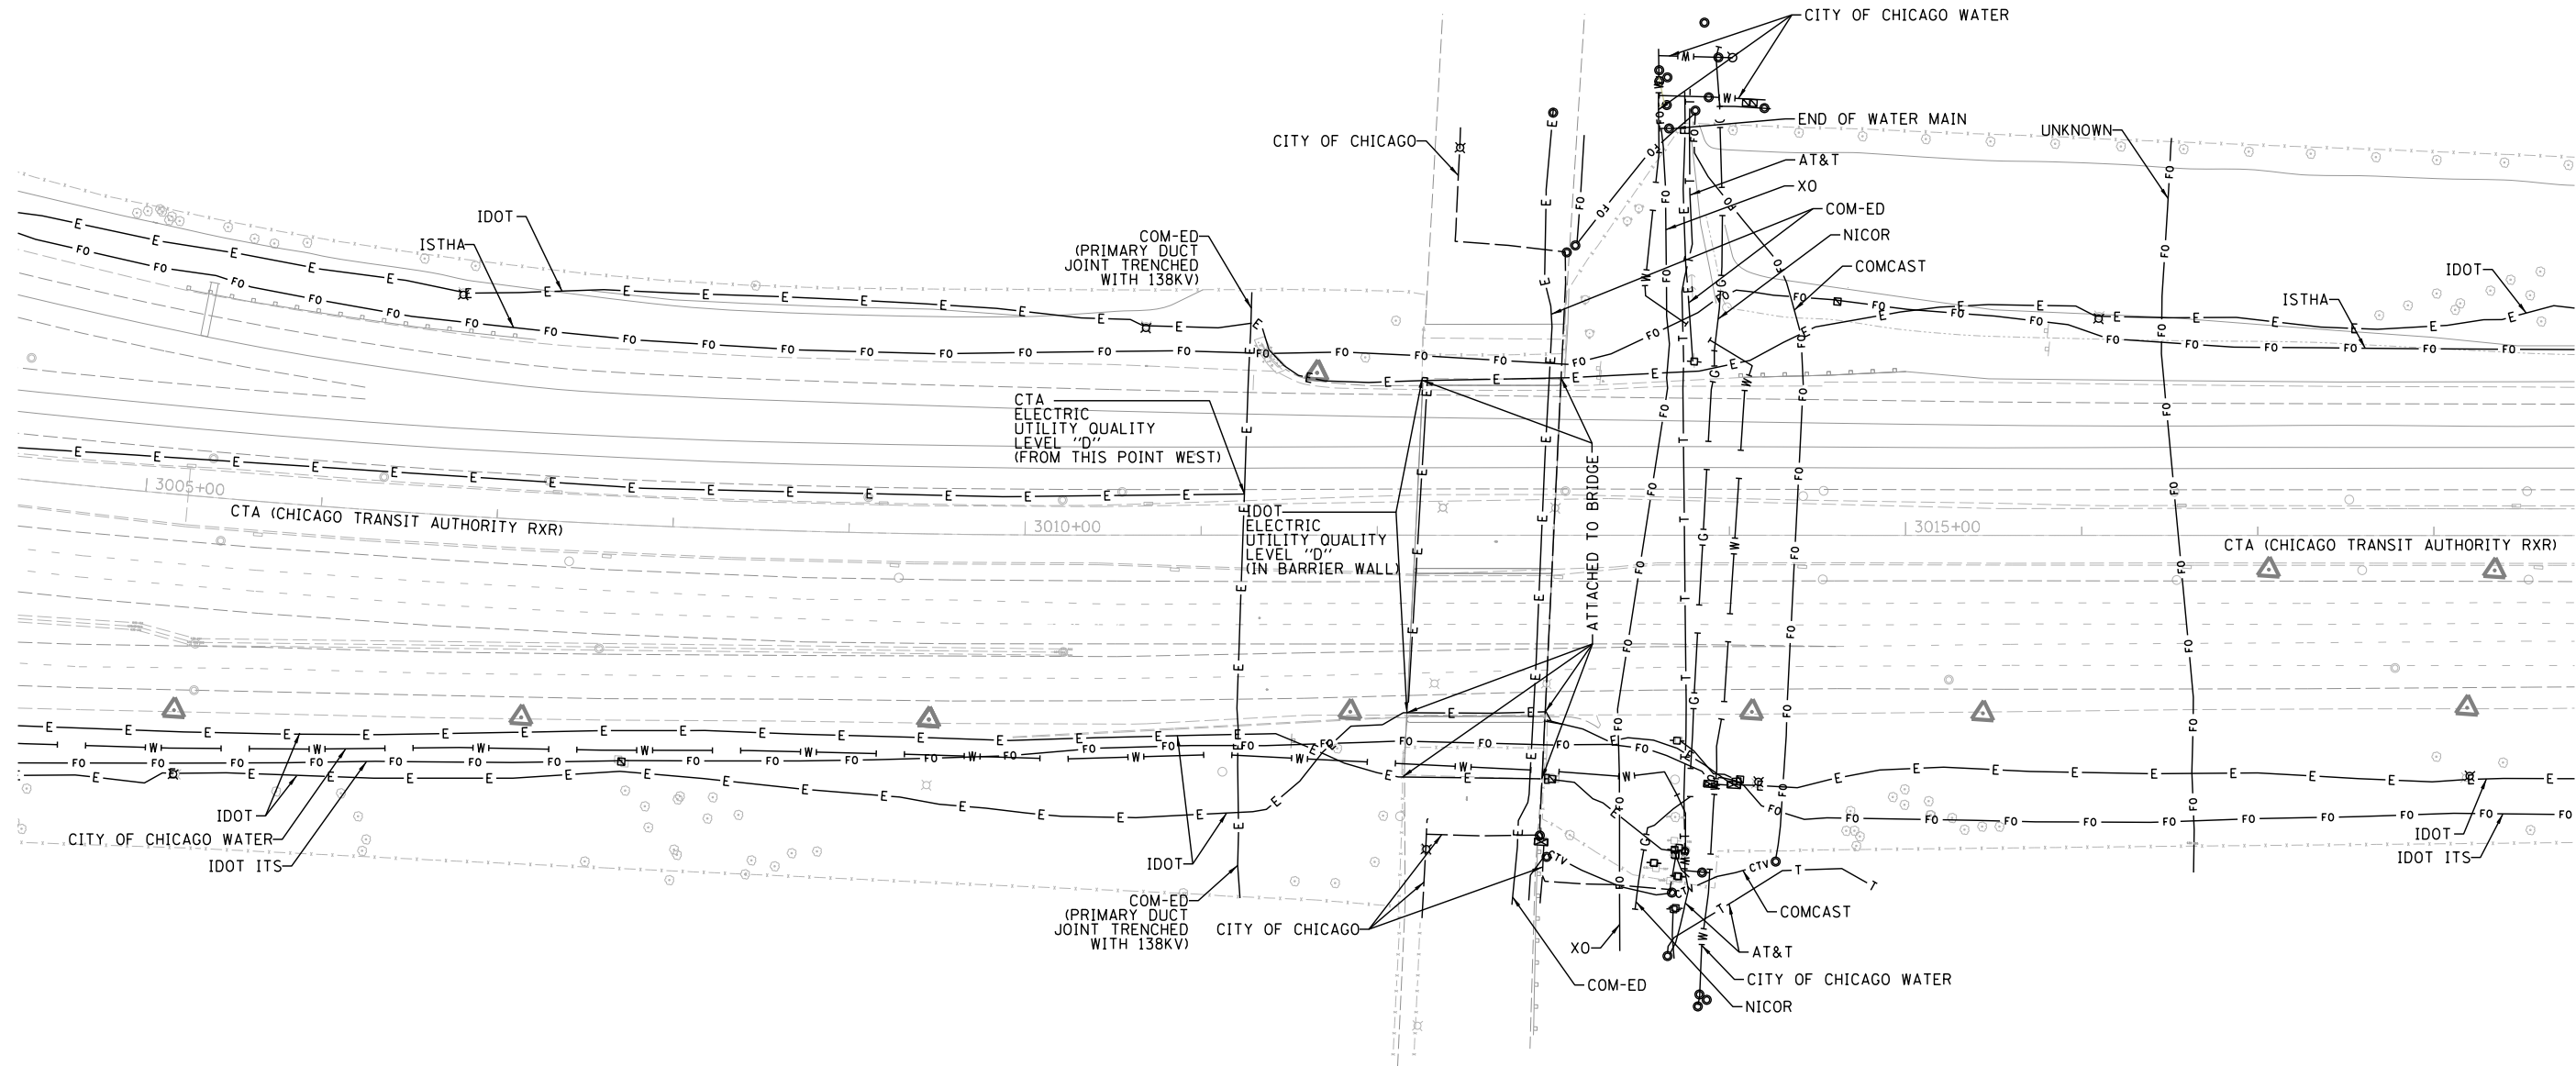 CITY OF CHICAGO WATER
END OF WATER MAIN
CITY OF CHICAGO
UNKNOWN
AT&T
XO
COM-ED
NICOR
COMCAST
IDOT
ISTHA
COM-ED
(PRIMARY DUCT
JOINT TRENCHED
WITH 138KV)
IDOT
ISTHA
CTA
ELECTRIC
UTILITY QUALITY
LEVEL "D"
(FROM THIS POINT WEST)
3005+00
CTA (CHICAGO TRANSIT AUTHORITY RXR)
3010+00
IDOT
ELECTRIC
UTILITY QUALITY
LEVEL "D"
(IN BARRIER WALL)
ATTACHED TO BRIDGE
3015+00
CTA (CHICAGO TRANSIT AUTHORITY RXR)
IDOT
CITY OF CHICAGO WATER
IDOT ITS
IDOT
COM-ED
(PRIMARY DUCT
JOINT TRENCHED
WITH 138KV)
CITY OF CHICAGO
XO
COM-ED
COMCAST
AT&T
CITY OF CHICAGO WATER
NICOR
IDOT
IDOT ITS
E
FO
W
T
G
CTV